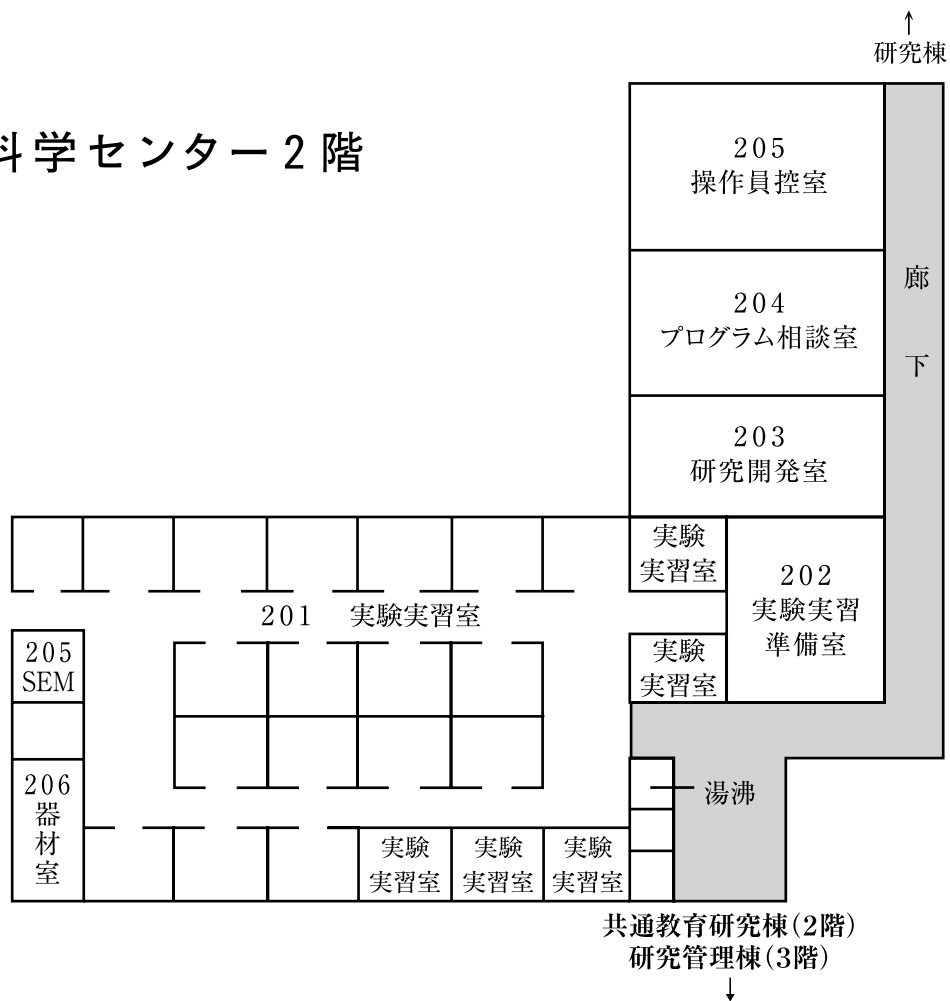 ↑
研究棟
科学センター２階
205
操作員控室
204
プログラム相談室
廊
下
203
研究開発室
実験
実習室
202
実験実習
準備室
201　実験実習室
205
SEM
実験
実習室
206
器
材
室
湯沸
実験
実習室
実験
実習室
実験
実習室
共通教育研究棟(2階)
研究管理棟(3階)
↓